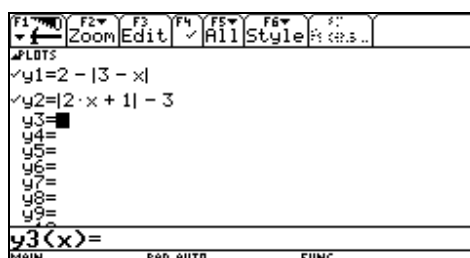 F1 F2 Zoom F3 Edit F4 ✓ F5 All F6 Style F7
PLOTS
✓y1=2 - |3 - x|
✓y2=|2·x + 1| - 3
y3=
y4=
y5=
y6=
y7=
y8=
y9=
y3(x)=
MAIN RAD AUTO FUNC